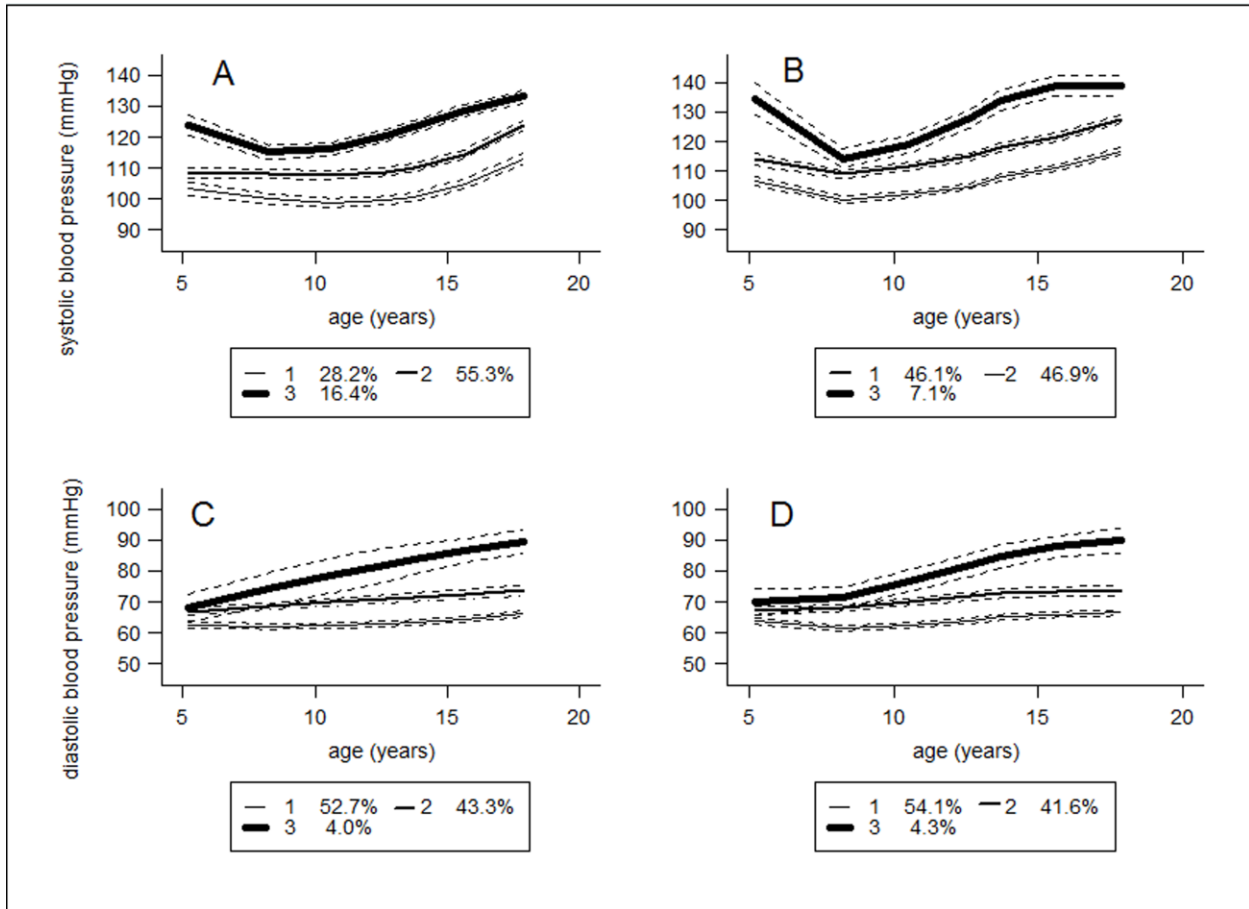 A
B
systolic blood pressure (mmHg)
140
130
120
110
100
90
5 10 15 20
age (years)
140
130
120
110
100
90
5 10 15 20
age (years)
1 28.2% 2 55.3%
3 16.4%
1 46.1% 2 46.9%
3 7.1%
C
D
diastolic blood pressure (mmHg)
100
90
80
70
60
50
5 10 15 20
age (years)
100
90
80
70
60
50
5 10 15 20
age (years)
1 52.7% 2 43.3%
3 4.0%
1 54.1% 2 41.6%
3 4.3%